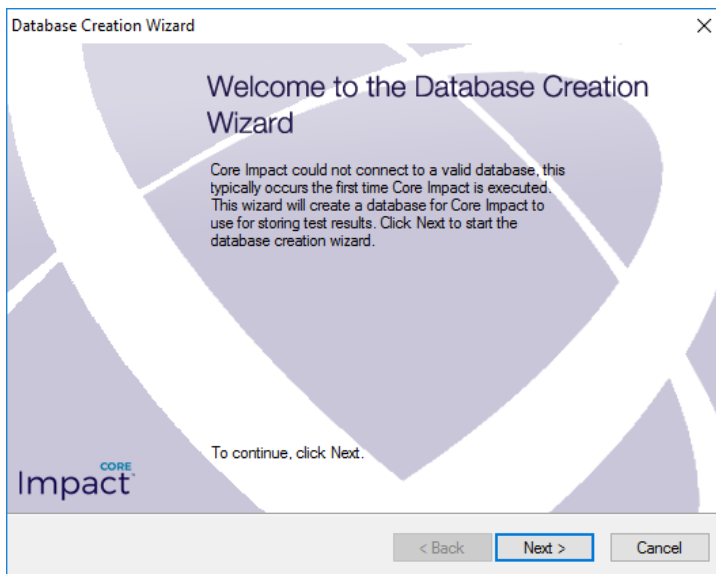 Database Creation Wizard
Welcome to the Database Creation
Wizard
Core Impact could not connect to a valid database, this
typically occurs the first time Core Impact is executed.
This wizard will create a database for Core Impact to
use for storing test results. Click Next to start the
database creation wizard.
To continue, click Next.
CORE
Impact™
< Back
Next >
Cancel